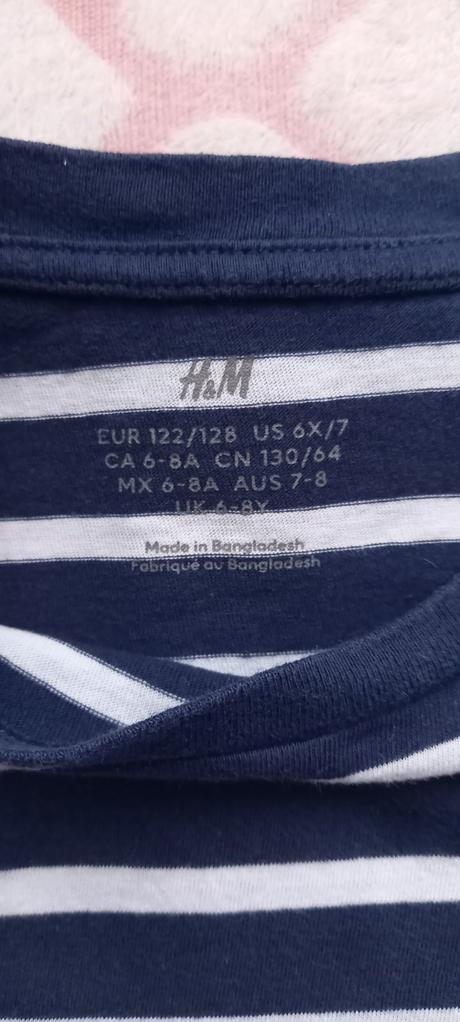 H&M
EUR 122/128 US 6X/7
CA 6-8A CN 130/64
MX 6-8A AUS 7-8
UK 6-8Y
Made in Bangladesh
Fabriqué au Bangladesh